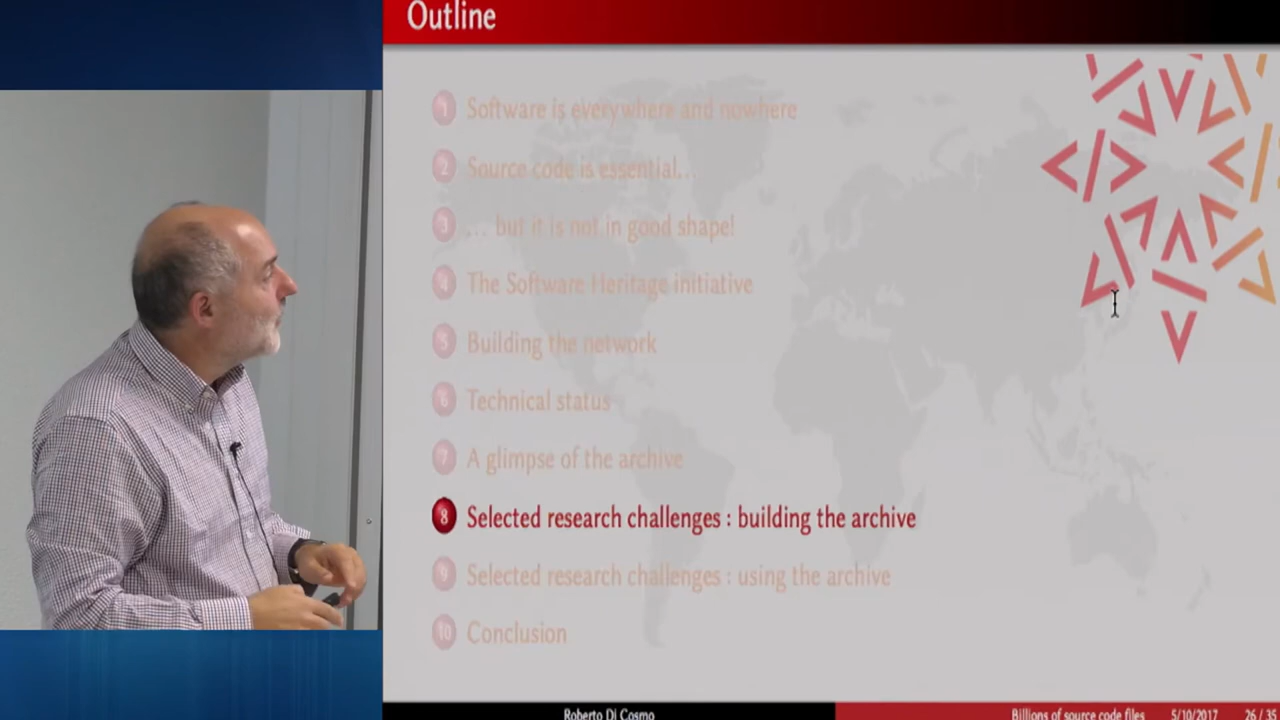 Outline
1 Software is everywhere and nowhere
2 Source code is essential...
3 ... but it is not in good shape!
4 The Software Heritage initiative
5 Building the network
6 Technical status
7 A glimpse of the archive
8 Selected research challenges : building the archive
9 Selected research challenges : using the archive
10 Conclusion
Roberto Di Cosmo
Billions of source code files 5/10/2017 26 / 35